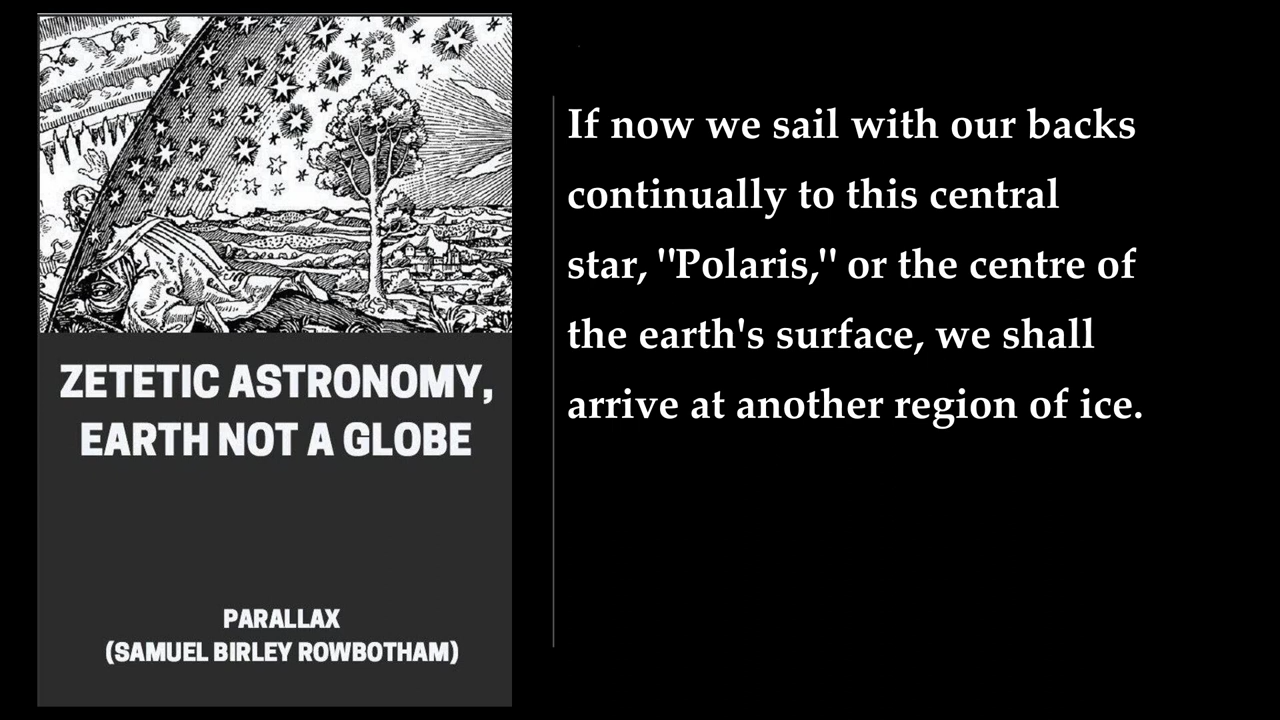 ZETETIC ASTRONOMY,
EARTH NOT A GLOBE
PARALLAX
(SAMUEL BIRLEY ROWBOTHAM)
If now we sail with our backs
continually to this central
star, "Polaris," or the centre of
the earth's surface, we shall
arrive at another region of ice.